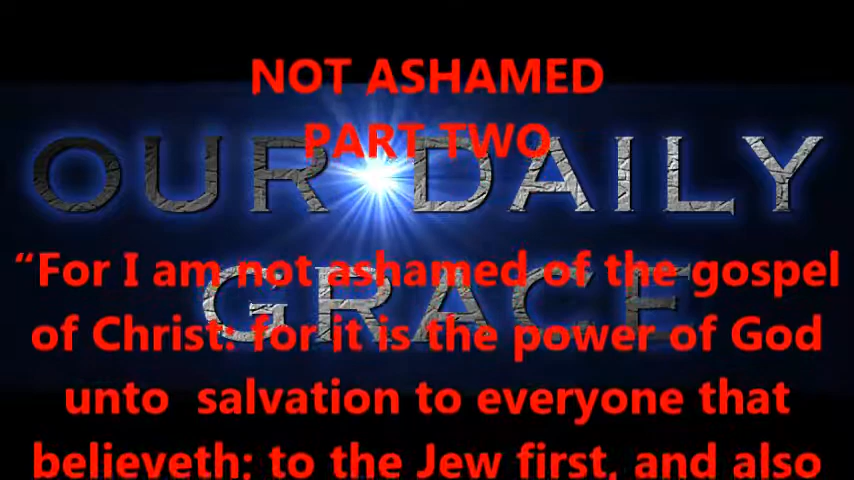 NOT ASHAMED
PART TWO
OUR DAILY
GRACE
“For I am not ashamed of the gospel
of Christ: for it is the power of God
unto  salvation to everyone that
believeth; to the Jew first, and also